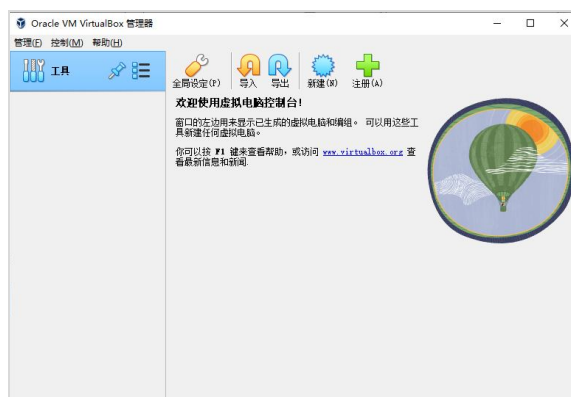 Oracle VM VirtualBox 管理器
管理(F) 控制(M) 帮助(H)
工具
全局设定(P) 导入 导出 新建(N) 注册(A)
欢迎使用虚拟电脑控制台!
窗口的左边用来显示已生成的虚拟电脑和编组。 可以用这些工
具新建任何虚拟电脑。
你可以按 F1 键来查看帮助，或访问 www.virtualbox.org 查
看最新信息和新闻.